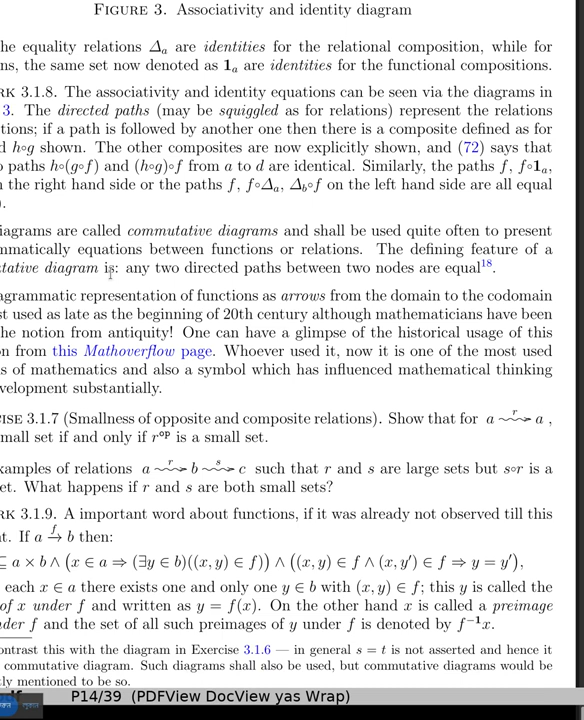 FIGURE 3. Associativity and identity diagram
he equality relations Δₐ are identities for the relational composition, while for
ns, the same set now denoted as 𝟏ₐ are identities for the functional compositions.
RK 3.1.8. The associativity and identity equations can be seen via the diagrams in
3. The directed paths (may be squiggled as for relations) represent the relations
tions; if a path is followed by another one then there is a composite defined as for
d h∘g shown. The other composites are now explicitly shown, and (72) says that
o paths h∘(g∘f) and (h∘g)∘f from a to d are identical. Similarly, the paths f, f∘𝟏ₐ,
n the right hand side or the paths f, f∘Δₐ, Δ_b∘f on the left hand side are all equal
).
iagrams are called commutative diagrams and shall be used quite often to present
mmatically equations between functions or relations. The defining feature of a
tative diagram is: any two directed paths between two nodes are equal¹⁸.
agrammatic representation of functions as arrows from the domain to the codomain
st used as late as the beginning of 20th century although mathematicians have been
he notion from antiquity! One can have a glimpse of the historical usage of this
n from this Mathoverflow page. Whoever used it, now it is one of the most used
s of mathematics and also a symbol which has influenced mathematical thinking
velopment substantially.
ISE 3.1.7 (Smallness of opposite and composite relations). Show that for a ⇝ʳ a ,
mall set if and only if rᵒᵖ is a small set.
xamples of relations a ⇝ʳ b ⇝ˢ c such that r and s are large sets but s∘r is a
et. What happens if r and s are both small sets?
RK 3.1.9. A important word about functions, if it was already not observed till this
t. If a →ᶠ b then:
⊆ a × b ∧ (x ∈ a ⇒ (∃y ∈ b)((x, y) ∈ f)) ∧ ((x, y) ∈ f ∧ (x, y′) ∈ f ⇒ y = y′),
each x ∈ a there exists one and only one y ∈ b with (x, y) ∈ f; this y is called the
of x under f and written as y = f(x). On the other hand x is called a preimage
der f and the set of all such preimages of y under f is denoted by f⁻¹x.
ontrast this with the diagram in Exercise 3.1.6 — in general s = t is not asserted and hence it
commutative diagram. Such diagrams shall also be used, but commutative diagrams would be
tly mentioned to be so.
P14/39 (PDFView DocView yas Wrap)